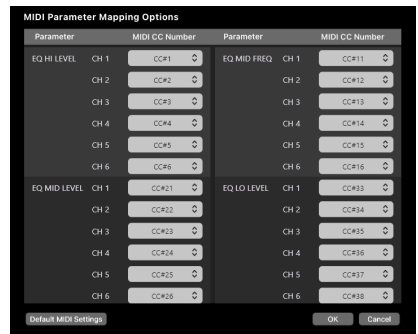 MIDI Parameter Mapping Options
Parameter MIDI CC Number Parameter MIDI CC Number
EQ HI LEVEL CH 1 CC#1 EQ MID FREQ CH 1 CC#11
CH 2 CC#2 CH 2 CC#12
CH 3 CC#3 CH 3 CC#13
CH 4 CC#4 CH 4 CC#14
CH 5 CC#5 CH 5 CC#15
CH 6 CC#6 CH 6 CC#16
EQ MID LEVEL CH 1 CC#21 EQ LO LEVEL CH 1 CC#33
CH 2 CC#22 CH 2 CC#34
CH 3 CC#23 CH 3 CC#35
CH 4 CC#24 CH 4 CC#36
CH 5 CC#25 CH 5 CC#37
CH 6 CC#26 CH 6 CC#38
Default MIDI Settings OK Cancel